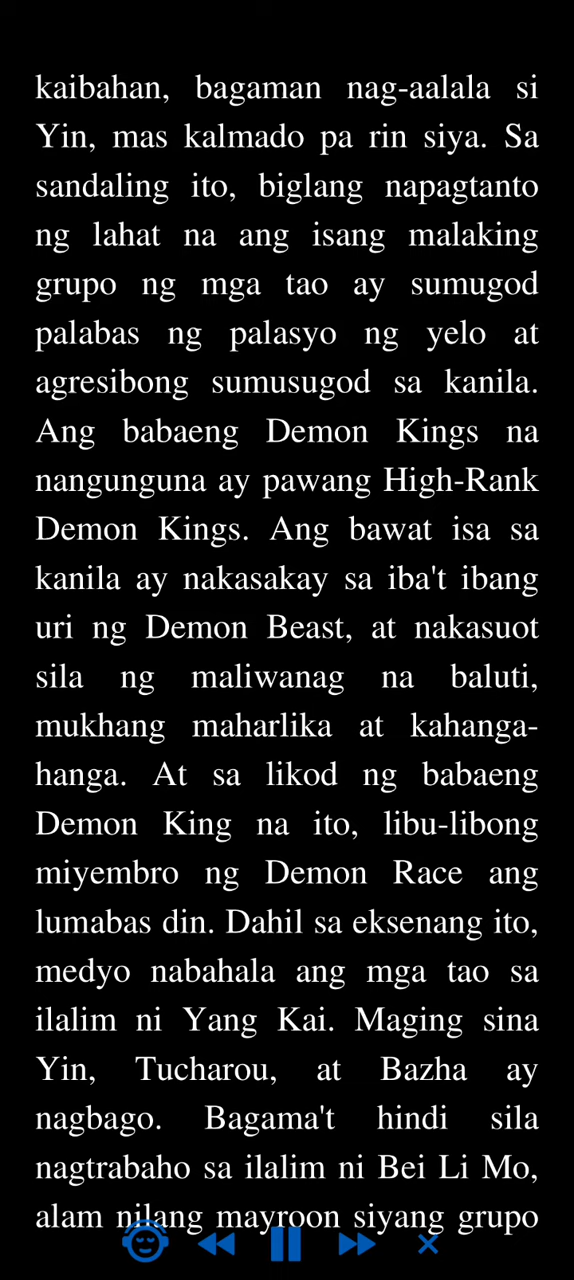 kaibahan, bagaman nag-aalala si
Yin, mas kalmado pa rin siya. Sa
sandaling ito, biglang napagtanto
ng lahat na ang isang malaking
grupo ng mga tao ay sumugod
palabas ng palasyo ng yelo at
agresibong sumusugod sa kanila.
Ang babaeng Demon Kings na
nangunguna ay pawang High-Rank
Demon Kings. Ang bawat isa sa
kanila ay nakasakay sa iba't ibang
uri ng Demon Beast, at nakasuot
sila ng maliwanag na baluti,
mukhang maharlika at kahanga-
hanga. At sa likod ng babaeng
Demon King na ito, libu-libong
miyembro ng Demon Race ang
lumabas din. Dahil sa eksenang ito,
medyo nabahala ang mga tao sa
ilalim ni Yang Kai. Maging sina
Yin, Tucharou, at Bazha ay
nagbago. Bagama't hindi sila
nagtrabaho sa ilalim ni Bei Li Mo,
alam nilang mayroon siyang grupo